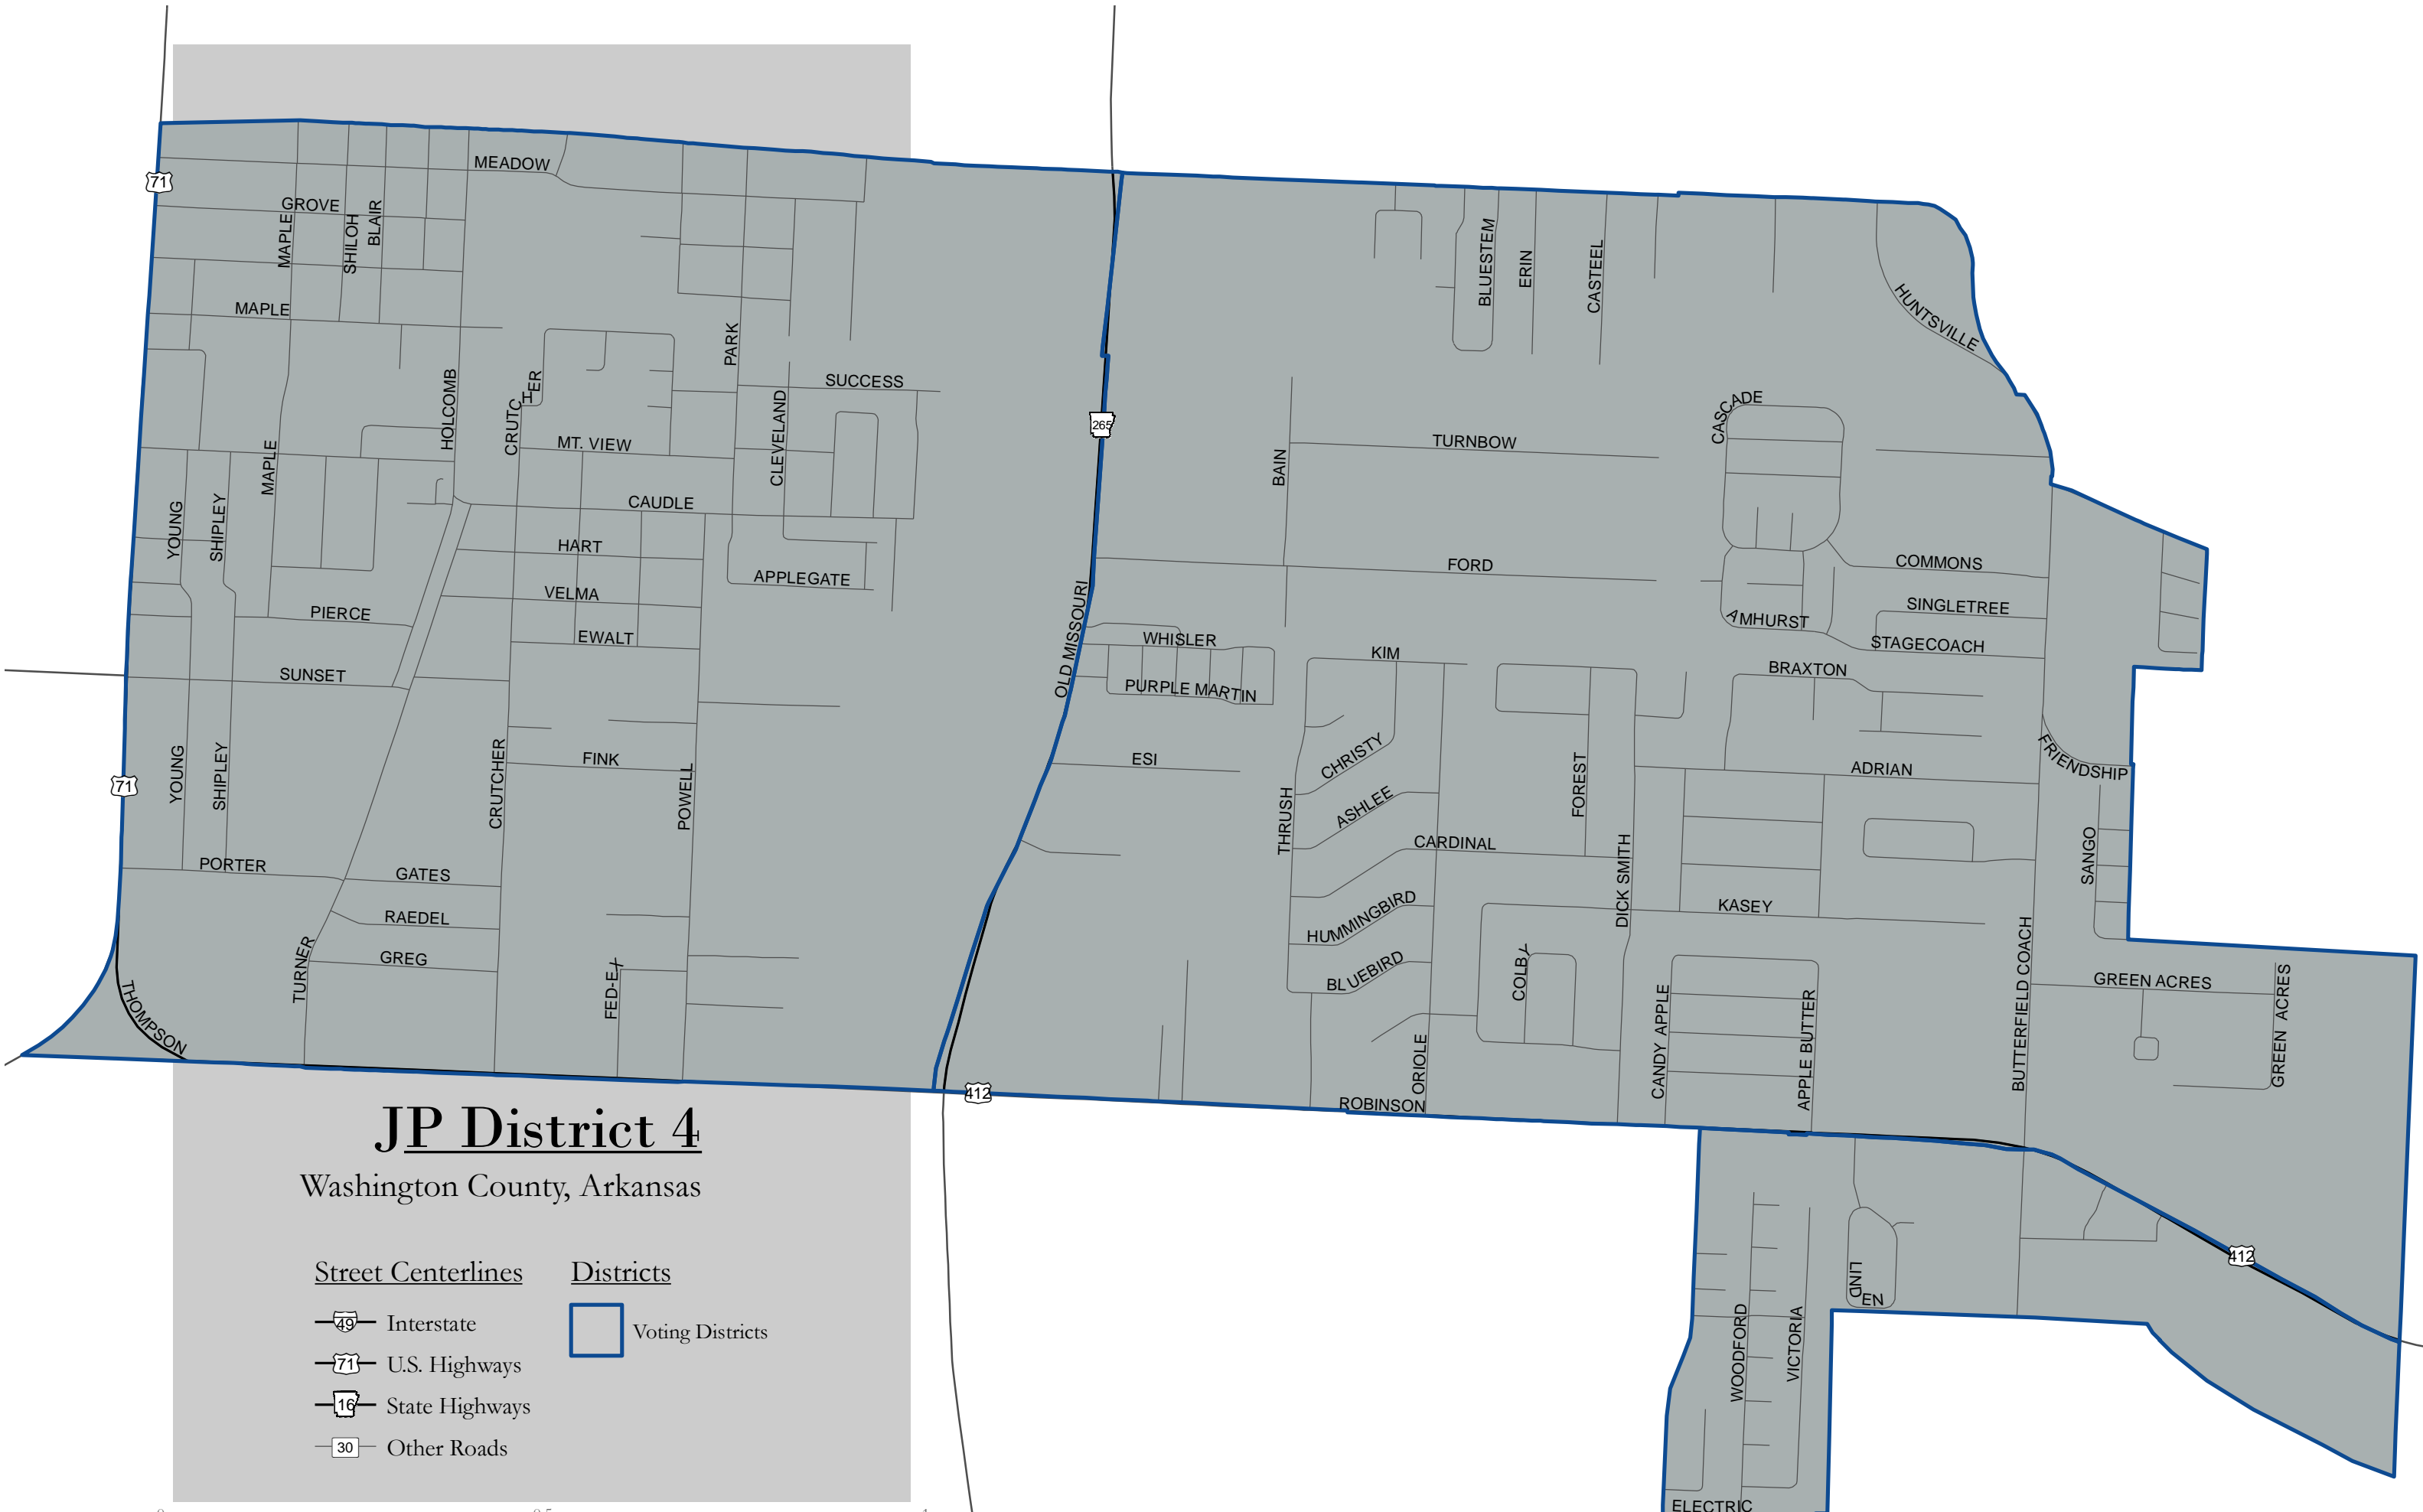 71
MEADOW
GROVE
MAPLE
SHILOH
BLAIR
MAPLE
HOLCOMB
CRUTCHER
PARK
SUCCESS
CLEVELAND
MT. VIEW
MAPLE
YOUNG
SHIPLEY
CAUDLE
HART
APPLEGATE
VELMA
PIERCE
EWALT
SUNSET
71
YOUNG
SHIPLEY
CRUTCHER
FINK
POWELL
PORTER
GATES
RAEDEL
GREG
TURNER
FED-EX
THOMPSON
265
OLD MISSOURI
BLUESTEM
ERIN
CASTEEL
HUNTSVILLE
CASCADE
BAIN
TURNBOW
FORD
COMMONS
SINGLETREE
AMHURST
STAGECOACH
WHISLER
KIM
BRAXTON
PURPLE MARTIN
ESI
CHRISTY
FOREST
ADRIAN
FRIENDSHIP
THRUSH
ASHLEE
CARDINAL
DICK SMITH
SANGO
HUMMINGBIRD
KASEY
BLUEBIRD
COLBY
BUTTERFIELD COACH
GREEN ACRES
GREEN ACRES
CANDY APPLE
APPLE BUTTER
ORIOLE
ROBINSON
412
412
LINDEN
WOODFORD
VICTORIA
ELECTRIC
JP District 4
Washington County, Arkansas
Street Centerlines
Districts
49 Interstate
Voting Districts
71 U.S. Highways
16 State Highways
30 Other Roads